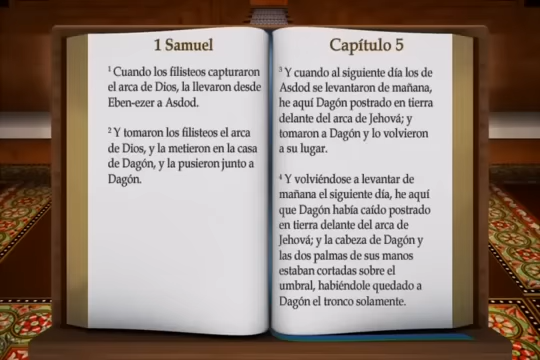 1 Samuel
¹ Cuando los filisteos capturaron
el arca de Dios, la llevaron desde
Eben-ezer a Asdod.
² Y tomaron los filisteos el arca
de Dios, y la metieron en la casa
de Dagón, y la pusieron junto a
Dagón.
Capítulo 5
³ Y cuando al siguiente día los de
Asdod se levantaron de mañana,
he aquí Dagón postrado en tierra
delante del arca de Jehová; y
tomaron a Dagón y lo volvieron
a su lugar.
⁴ Y volviéndose a levantar de
mañana el siguiente día, he aquí
que Dagón había caído postrado
en tierra delante del arca de
Jehová; y la cabeza de Dagón y
las dos palmas de sus manos
estaban cortadas sobre el
umbral, habiéndole quedado a
Dagón el tronco solamente.